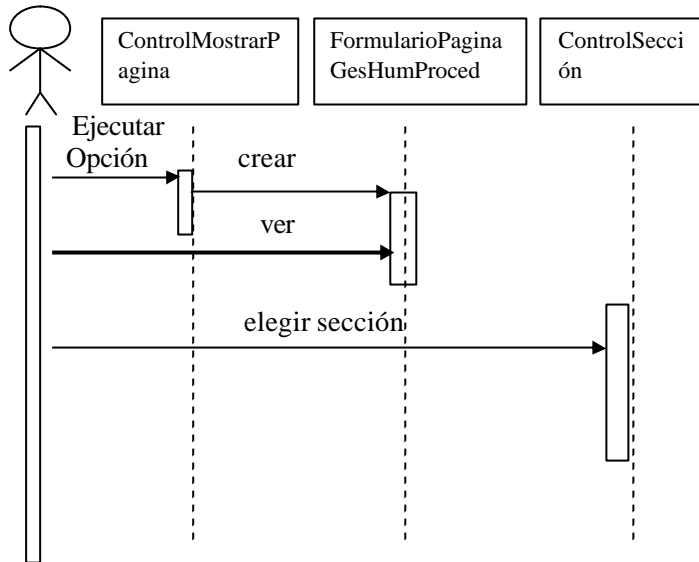 ControlMostrarP
agina
FormularioPagina
GesHumProced
ControlSecci
ón
Ejecutar
Opción
crear
ver
elegir sección